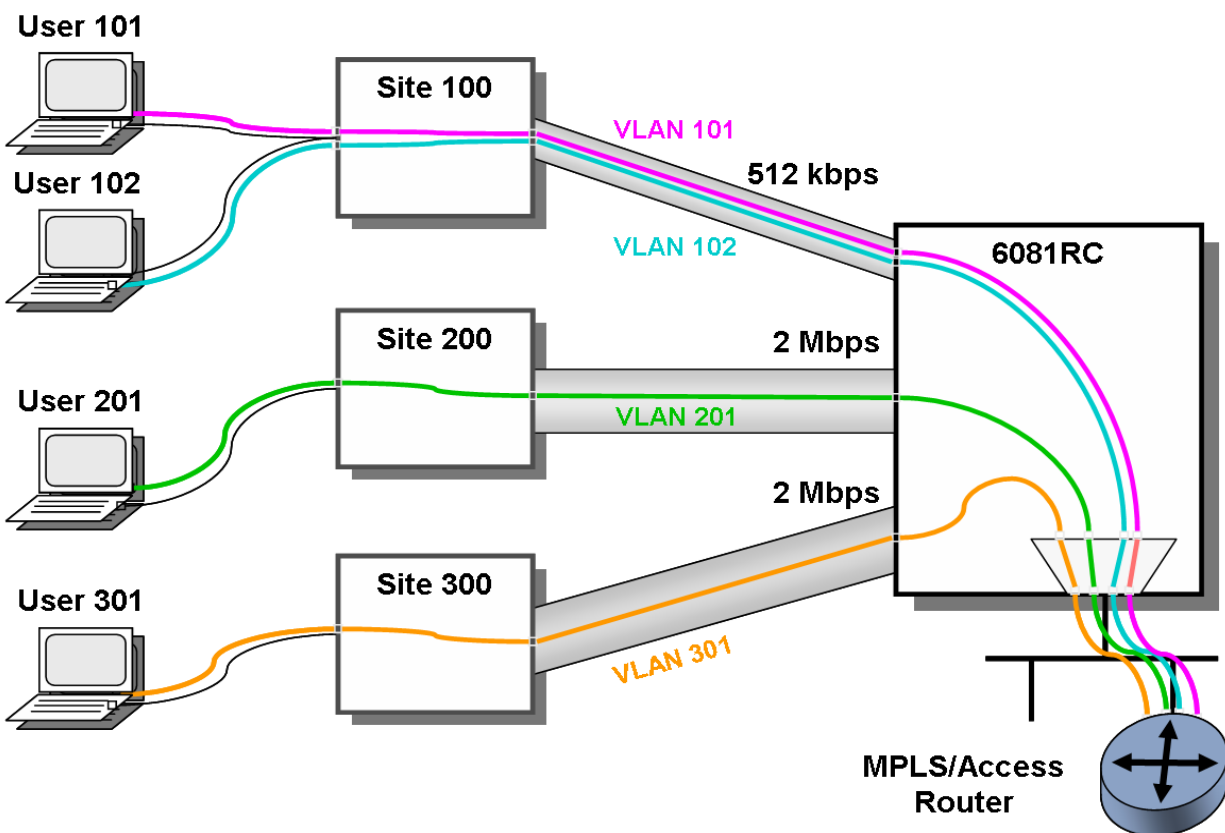 User 101
Site 100
VLAN 101
512 kbps
User 102
VLAN 102
6081RC
Site 200
2 Mbps
User 201
VLAN 201
2 Mbps
Site 300
User 301
VLAN 301
MPLS/Access
Router